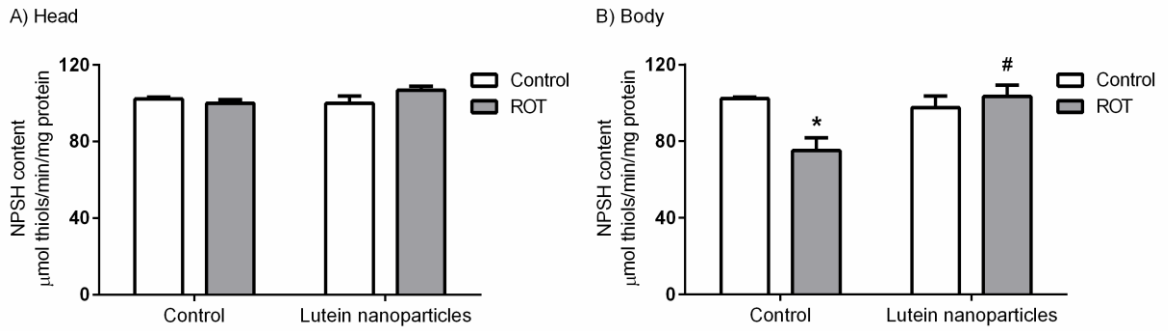 A) Head
NPSH content
μmol thiols/min/mg protein
120
80
40
0
Control
Lutein nanoparticles
Control
ROT
B) Body
NPSH content
μmol thiols/min/mg protein
120
80
40
0
*
#
Control
Lutein nanoparticles
Control
ROT